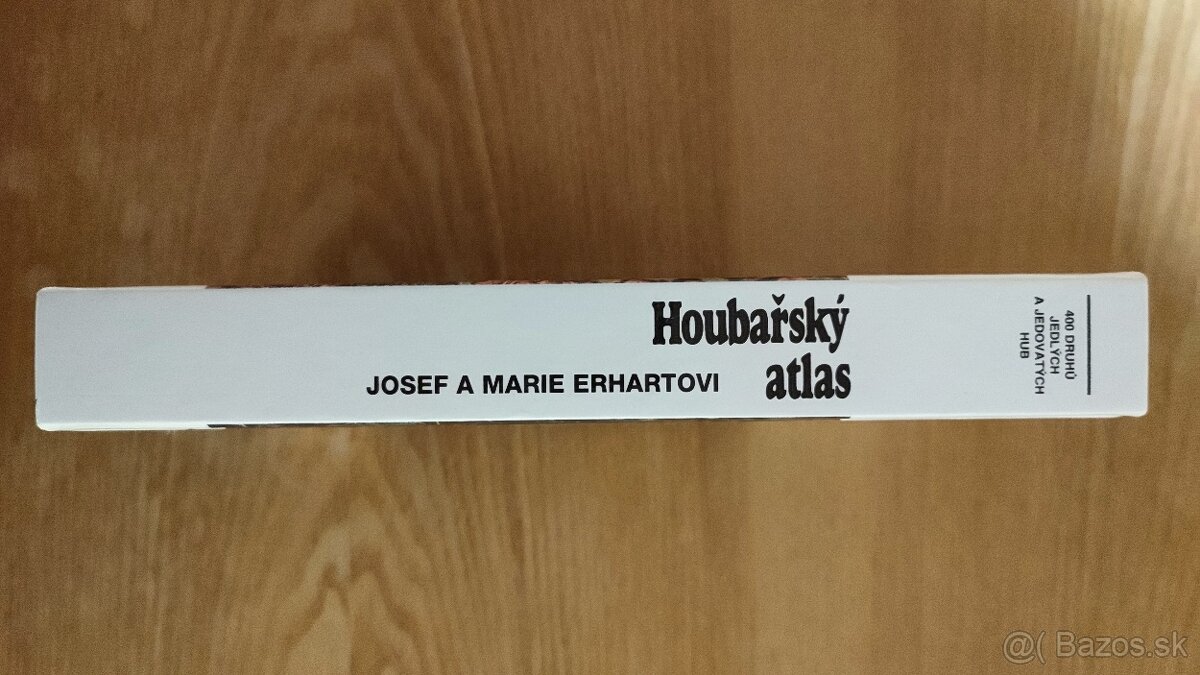 Houbařský
atlas
JOSEF A MARIE ERHARTOVI
400 DRUHŮ
JEDLÝCH
A JEDOVATÝCH
HUB
@( Bazos.sk